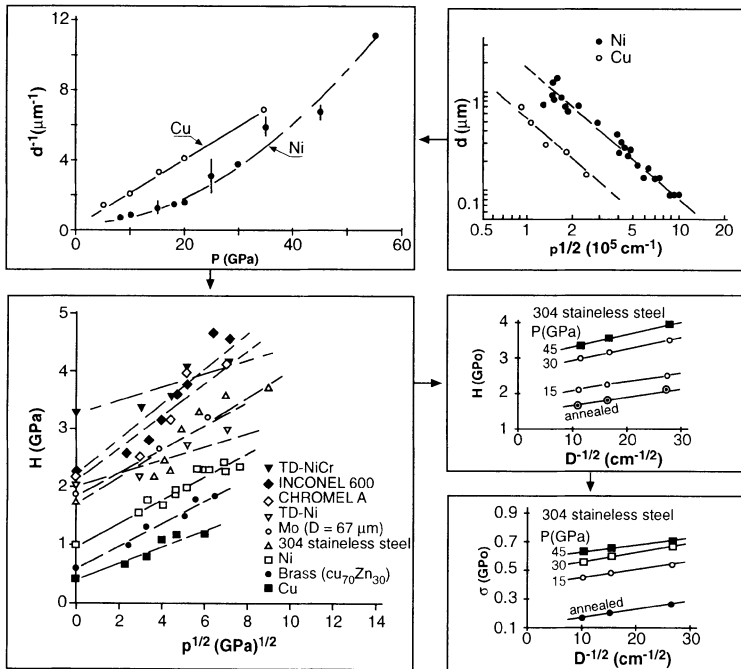 12
8
4
0
d-1(μm-1)
Cu
Ni
0
20
40
60
P (GPa)
Ni
Cu
1
0.1
d (μm)
0.5
1
2
5
10
20
p1/2 (10⁵ cm-1)
5
4
3
2
1
0
H (GPa)
TD-NiCr
INCONEL 600
CHROMEL A
TD-Ni
Mo (D = 67 μm)
304 staineless steel
Ni
Brass (cu70Zn30)
Cu
0
2
4
6
8
10
12
14
p1/2 (GPa)1/2
304 staineless steel
P(GPa)
45
30
15
annealed
4
3
2
1
H (GPo)
0
10
20
30
D-1/2 (cm-1/2)
304 staineless steel
P(GPa)
45
30
15
annealed
0.9
0.7
0.5
0.3
0.1
σ (GPo)
0
10
20
30
D-1/2 (cm-1/2)